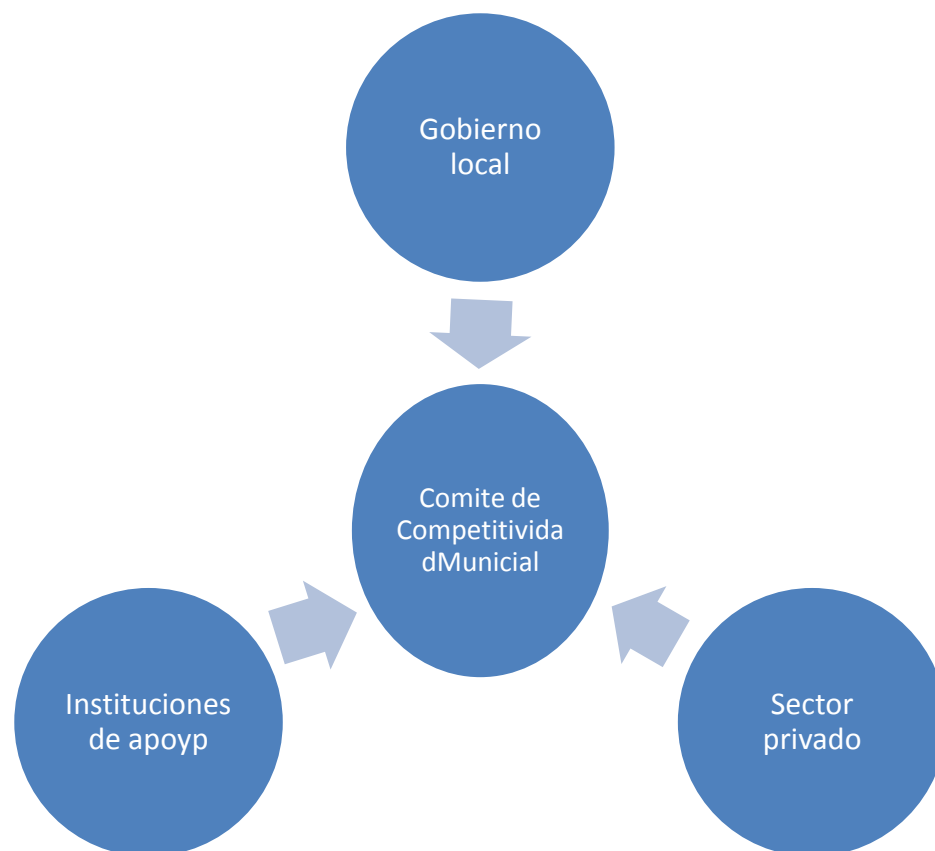 Gobierno
local
Comite de
Competitivida
dMunicial
Instituciones
de apoyp
Sector
privado